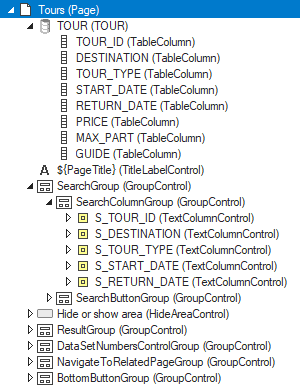 Tours (Page)
TOUR (TOUR)
TOUR_ID (TableColumn)
DESTINATION (TableColumn)
TOUR_TYPE (TableColumn)
START_DATE (TableColumn)
RETURN_DATE (TableColumn)
PRICE (TableColumn)
MAX_PART (TableColumn)
GUIDE (TableColumn)
A ${PageTitle} (TitleLabelControl)
SearchGroup (GroupControl)
SearchColumnGroup (GroupControl)
S_TOUR_ID (TextColumnControl)
S_DESTINATION (TextColumnControl)
S_TOUR_TYPE (TextColumnControl)
S_START_DATE (TextColumnControl)
S_RETURN_DATE (TextColumnControl)
SearchButtonGroup (GroupControl)
Hide or show area (HideAreaControl)
ResultGroup (GroupControl)
DataSetNumbersControlGroup (GroupControl)
NavigateToRelatedPageGroup (GroupControl)
BottomButtonGroup (GroupControl)